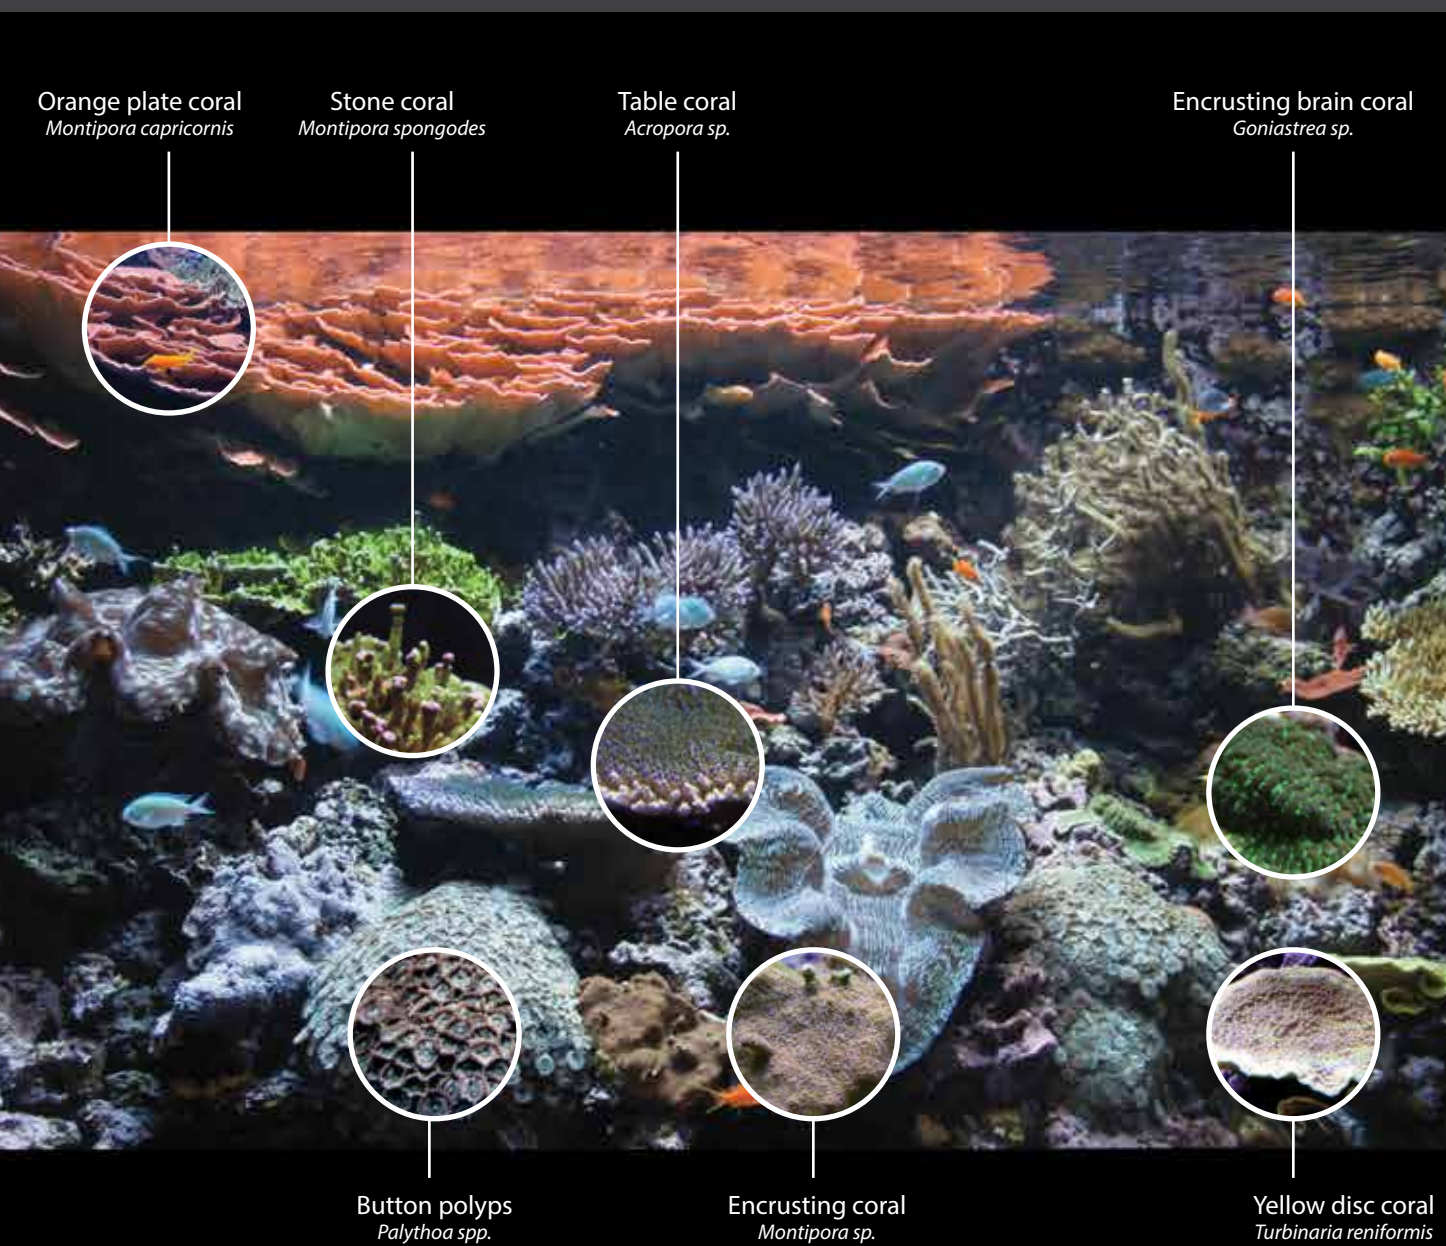 Orange plate coral
Montipora capricornis
Stone coral
Montipora spongodes
Table coral
Acropora sp.
Encrusting brain coral
Goniastrea sp.
Button polyps
Palythoa spp.
Encrusting coral
Montipora sp.
Yellow disc coral
Turbinaria reniformis